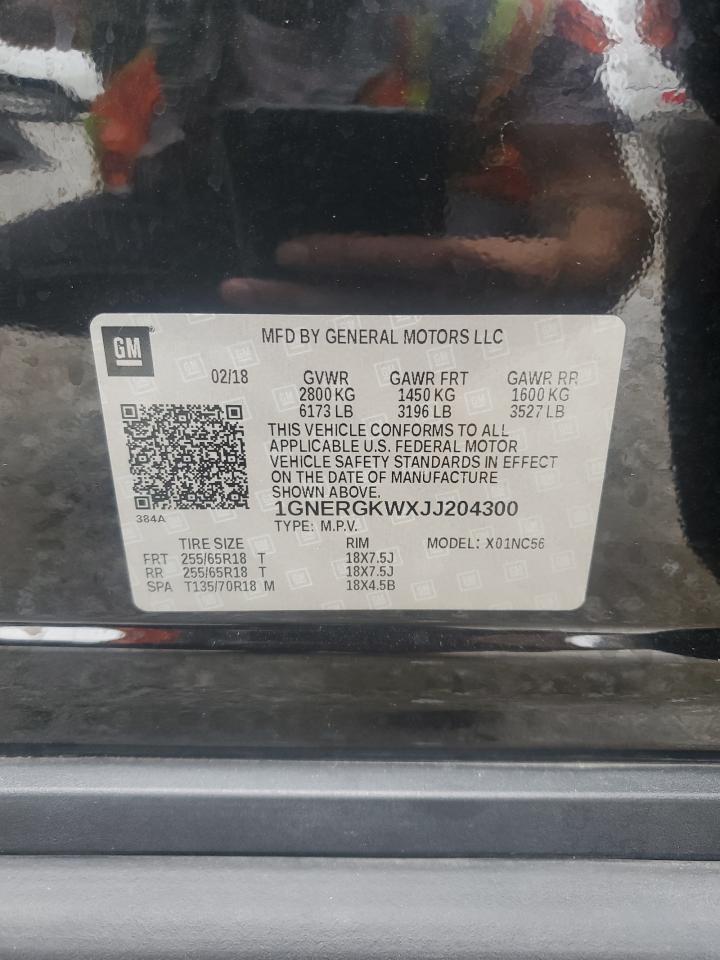 GM
MFD BY GENERAL MOTORS LLC
02/18 GVWR GAWR FRT GAWR RR
2800 KG 1450 KG 1600 KG
6173 LB 3196 LB 3527 LB
THIS VEHICLE CONFORMS TO ALL
APPLICABLE U.S. FEDERAL MOTOR
VEHICLE SAFETY STANDARDS IN EFFECT
ON THE DATE OF MANUFACTURE
SHOWN ABOVE.
384A
1GNERGKWXJJ204300
TYPE: M.P.V.
TIRE SIZE RIM MODEL: X01NC56
FRT 255/65R18 T 18X7.5J
RR 255/65R18 T 18X7.5J
SPA T135/70R18 M 18X4.5B